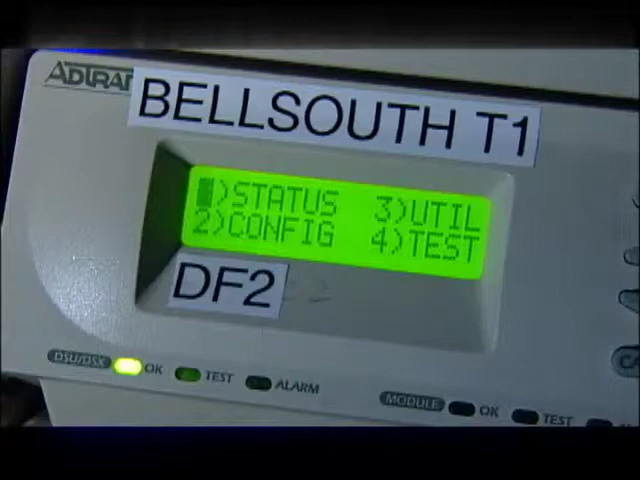 ADTRAN
BELLSOUTH T1
1)STATUS 3)UTIL
2)CONFIG 4)TEST
DF2
DSU/DSX OK TEST ALARM
MODULE OK TEST